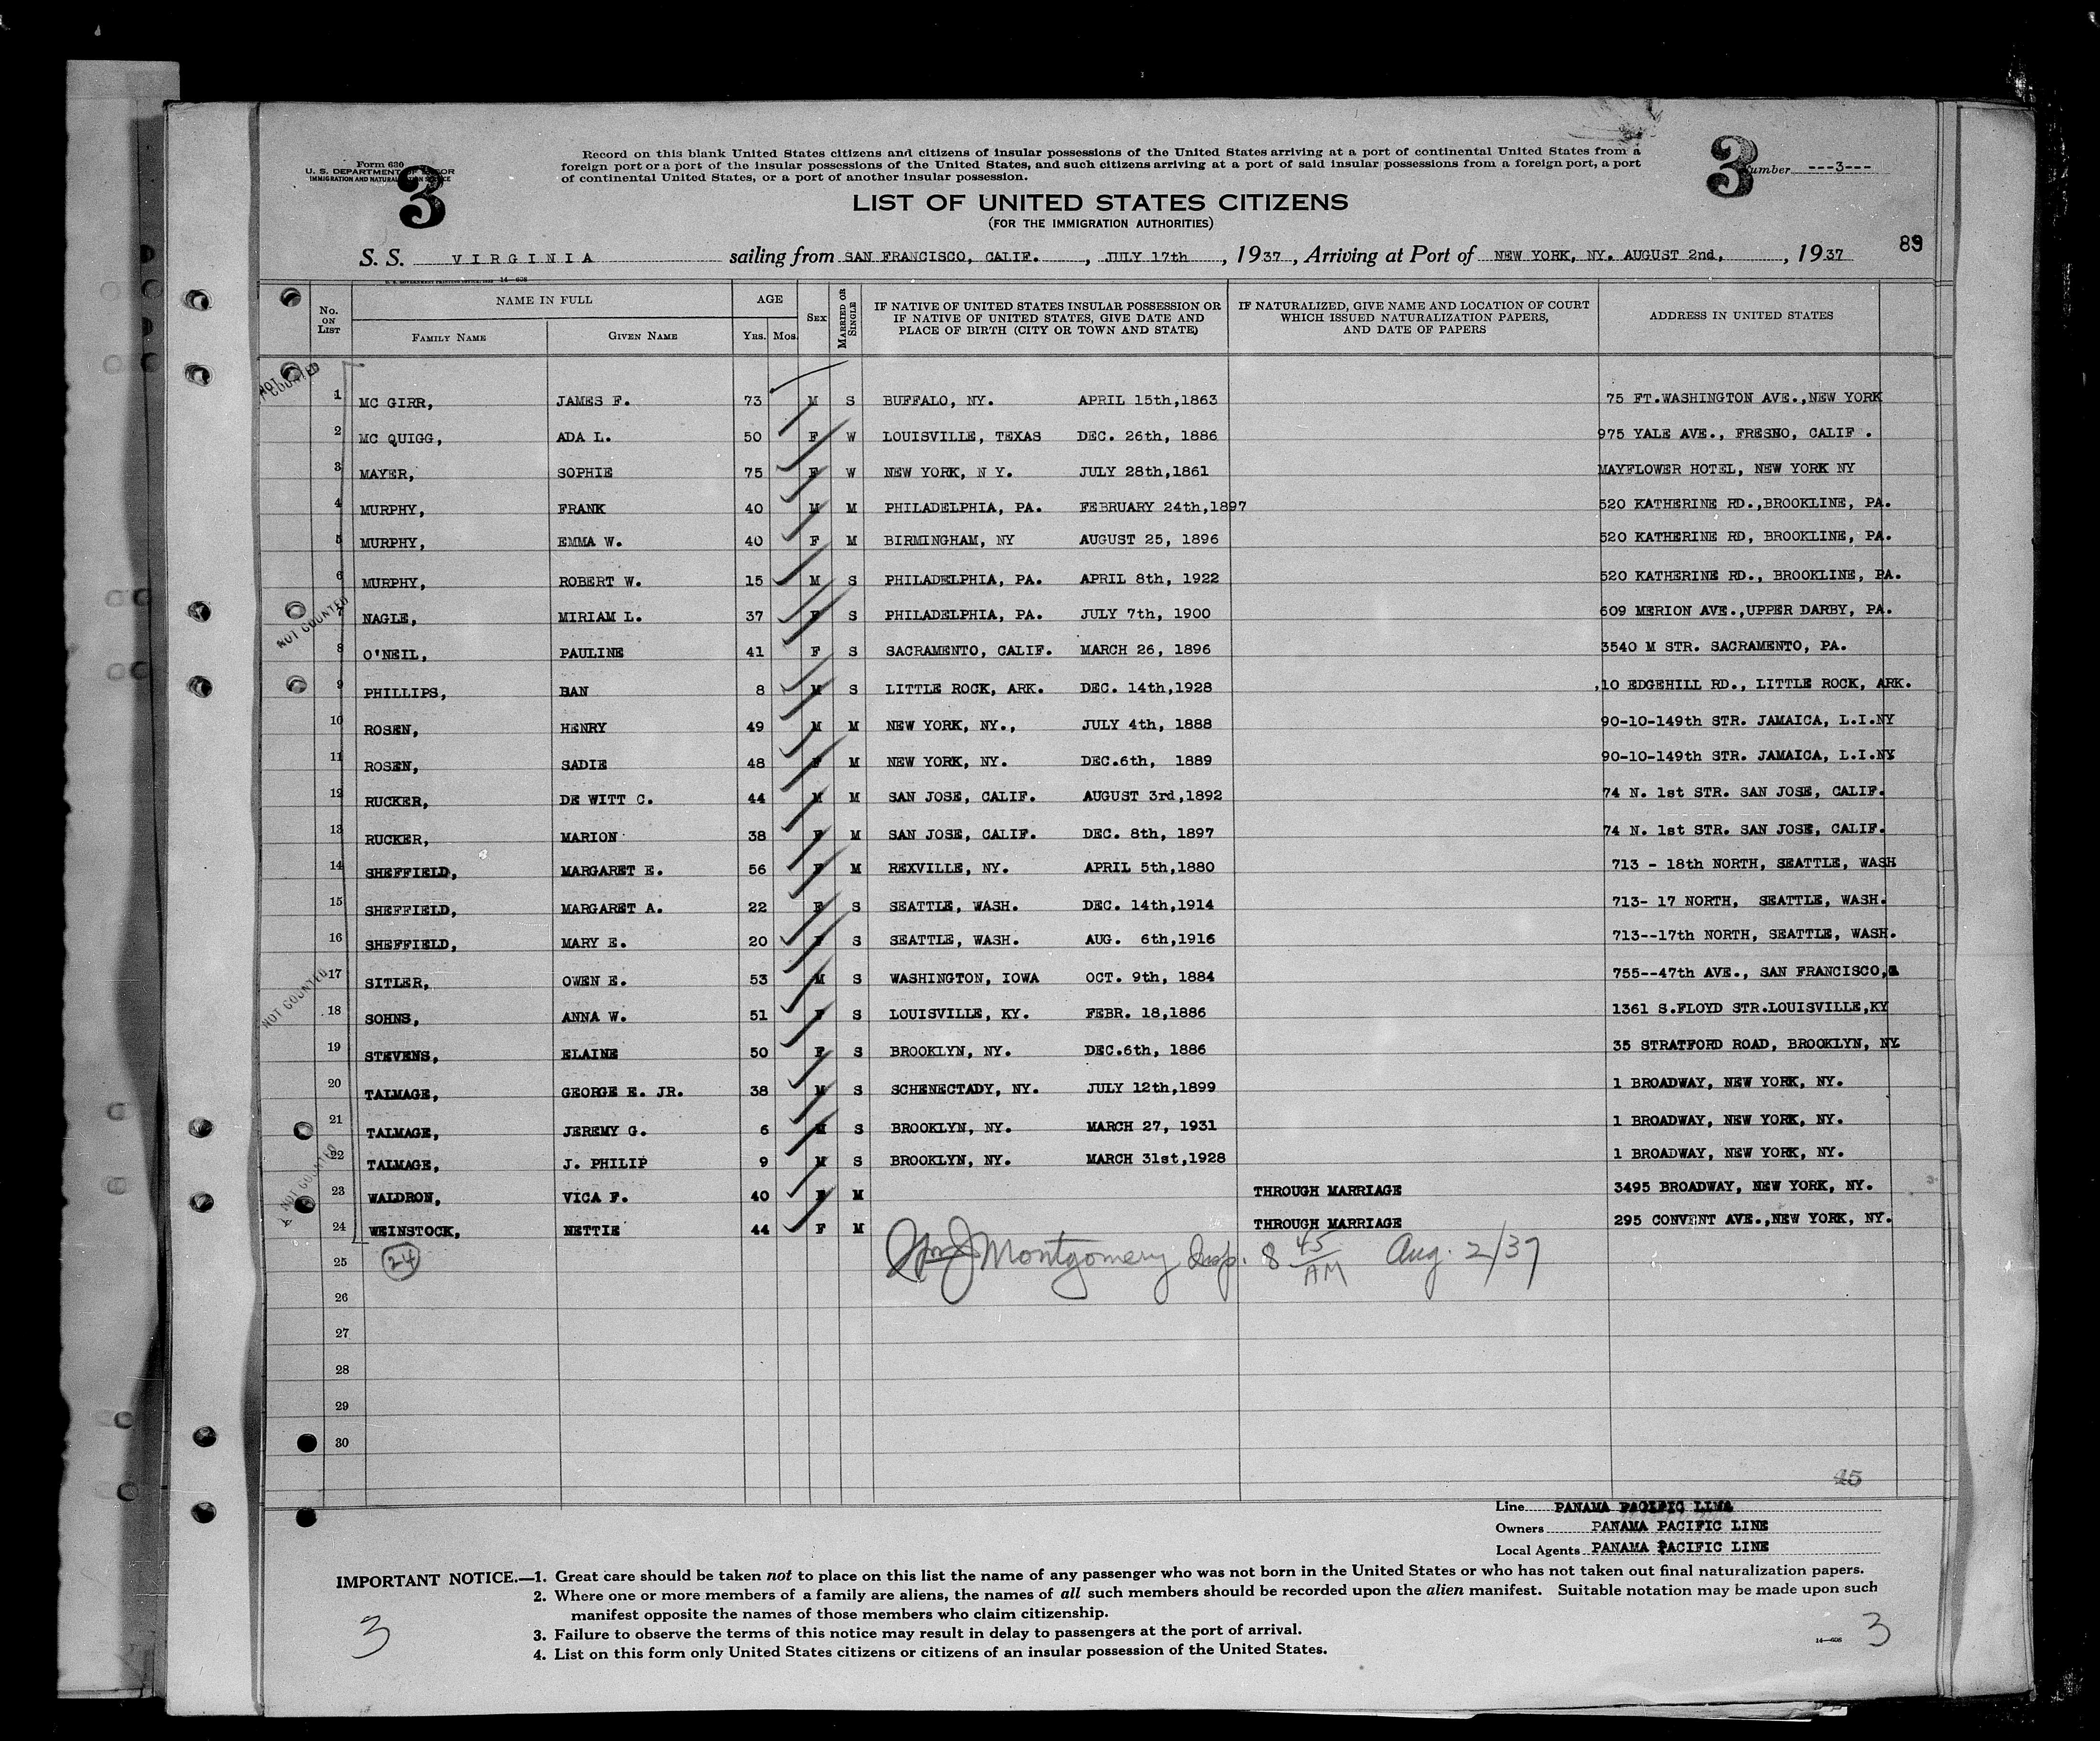 Form 630
U. S. DEPARTMENT OF LABOR
IMMIGRATION AND NATURALIZATION SERVICE
3
Record on this blank United States citizens and citizens of insular possessions of the United States arriving at a port of continental United States from a
foreign port or a port of the insular possessions of the United States, and such citizens arriving at a port of said insular possessions from a foreign port, a port
of continental United States, or a port of another insular possession.
3
Number ---3---
LIST OF UNITED STATES CITIZENS
(FOR THE IMMIGRATION AUTHORITIES)
89
S. S. VIRGINIA sailing from SAN FRANCISCO, CALIF. , JULY 17th , 1937 , Arriving at Port of NEW YORK, NY. AUGUST 2nd, , 1937
No. ON LIST NAME IN FULL FAMILY NAME GIVEN NAME AGE YRS. MOS. SEX MARRIED OR SINGLE IF NATIVE OF UNITED STATES INSULAR POSSESSION OR IF NATIVE OF UNITED STATES, GIVE DATE AND PLACE OF BIRTH (CITY OR TOWN AND STATE) IF NATURALIZED, GIVE NAME AND LOCATION OF COURT WHICH ISSUED NATURALIZATION PAPERS, AND DATE OF PAPERS ADDRESS IN UNITED STATES
NOT COUNTED
1 MC GIRR, JAMES F. 73 M S BUFFALO, NY. APRIL 15th,1863 75 FT.WASHINGTON AVE.,NEW YORK
2 MC QUIGG, ADA L. 50 F W LOUISVILLE, TEXAS DEC. 26th, 1886 975 YALE AVE., FRESNO, CALIF .
3 MAYER, SOPHIE 75 F W NEW YORK, N Y. JULY 28th,1861 MAYFLOWER HOTEL, NEW YORK NY
4 MURPHY, FRANK 40 M M PHILADELPHIA, PA. FEBRUARY 24th,1897 520 KATHERINE RD.,BROOKLINE, PA.
5 MURPHY, EMMA W. 40 F M BIRMINGHAM, NY AUGUST 25, 1896 520 KATHERINE RD, BROOKLINE, PA.
6 MURPHY, ROBERT W. 15 M S PHILADELPHIA, PA. APRIL 8th, 1922 520 KATHERINE RD., BROOKLINE, PA.
NOT COUNTED
7 NAGLE, MIRIAM L. 37 F S PHILADELPHIA, PA. JULY 7th, 1900 609 MERION AVE.,UPPER DARBY, PA.
8 O'NEIL, PAULINE 41 F S SACRAMENTO, CALIF. MARCH 26, 1896 3540 M STR. SACRAMENTO, PA.
9 PHILLIPS, BAN 8 M S LITTLE ROCK, ARK. DEC. 14th,1928 ,10 EDGEHILL RD., LITTLE ROCK, ARK.
10 ROSEN, HENRY 49 M M NEW YORK, NY., JULY 4th, 1888 90-10-149th STR. JAMAICA, L.I.NY
11 ROSEN, SADIE 48 F M NEW YORK, NY. DEC.6th, 1889 90-10-149th STR. JAMAICA, L.I.NY
12 RUCKER, DE WITT C. 44 M M SAN JOSE, CALIF. AUGUST 3rd,1892 74 N. 1st STR. SAN JOSE, CALIF.
13 RUCKER, MARION 38 F M SAN JOSE, CALIF. DEC. 8th, 1897 74 N. 1st STR. SAN JOSE, CALIF.
14 SHEFFIELD, MARGARET E. 56 F M REXVILLE, NY. APRIL 5th,1880 713 - 18th NORTH, SEATTLE, WASH
15 SHEFFIELD, MARGARET A. 22 F S SEATTLE, WASH. DEC. 14th,1914 713- 17 NORTH, SEATTLE, WASH.
16 SHEFFIELD, MARY E. 20 F S SEATTLE, WASH. AUG. 6th,1916 713--17th NORTH, SEATTLE, WASH.
NOT COUNTED
17 SITLER, OWEN E. 53 M S WASHINGTON, IOWA OCT. 9th, 1884 755--47th AVE., SAN FRANCISCO,
18 SOHNS, ANNA W. 51 F S LOUISVILLE, KY. FEBR. 18,1886 1361 S.FLOYD STR.LOUISVILLE,KY
19 STEVENS, ELAINE 50 F S BROOKLYN, NY. DEC.6th, 1886 35 STRATFORD ROAD, BROOKLYN, NY.
20 TALMAGE, GEORGE E. JR. 38 M S SCHENECTADY, NY. JULY 12th,1899 1 BROADWAY, NEW YORK, NY.
21 TALMAGE, JEREMY G. 6 M S BROOKLYN, NY. MARCH 27, 1931 1 BROADWAY, NEW YORK, NY.
NOT COUNTED
22 TALMAGE, J. PHILIP 9 M S BROOKLYN, NY. MARCH 31st,1928 1 BROADWAY, NEW YORK, NY.
23 WALDRON, VICA F. 40 F M THROUGH MARRIAGE 3495 BROADWAY, NEW YORK, NY.
24 WEINSTOCK, NETTIE 44 F M THROUGH MARRIAGE 295 CONVENT AVE.,NEW YORK, NY.
25 24 Wm J Montgomery Insp. 8 45 AM Aug. 2/37
26
27
28
29
30
45
Line PANAMA PACIFIC LINE
Owners PANAMA PACIFIC LINE
Local Agents PANAMA PACIFIC LINE
IMPORTANT NOTICE.—1. Great care should be taken not to place on this list the name of any passenger who was not born in the United States or who has not taken out final naturalization papers.
2. Where one or more members of a family are aliens, the names of all such members should be recorded upon the alien manifest. Suitable notation may be made upon such
manifest opposite the names of those members who claim citizenship.
3. Failure to observe the terms of this notice may result in delay to passengers at the port of arrival.
4. List on this form only United States citizens or citizens of an insular possession of the United States.
3
14—608
3